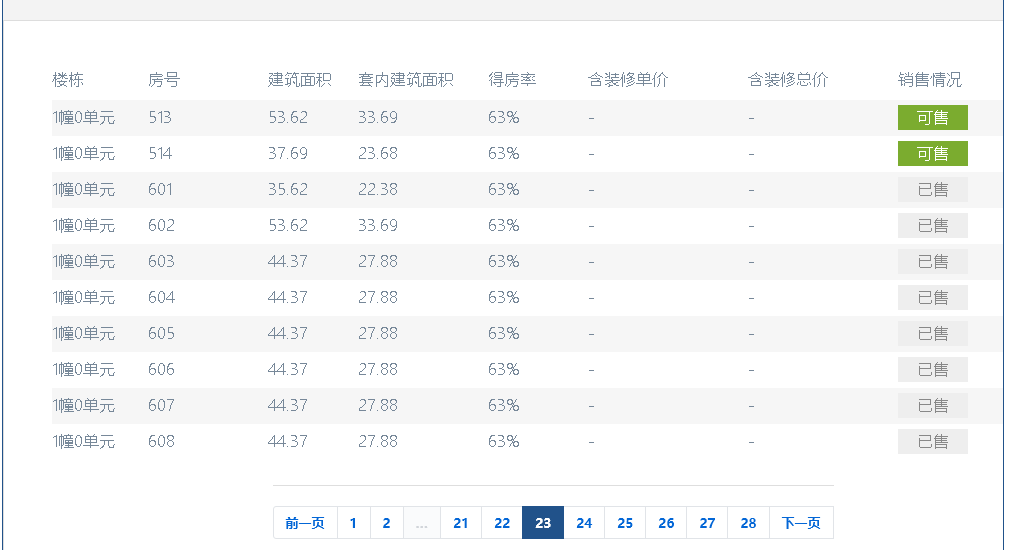 楼栋 房号 建筑面积 套内建筑面积 得房率 含装修单价 含装修总价 销售情况
1幢0单元 513 53.62 33.69 63% - - 可售
1幢0单元 514 37.69 23.68 63% - - 可售
1幢0单元 601 35.62 22.38 63% - - 已售
1幢0单元 602 53.62 33.69 63% - - 已售
1幢0单元 603 44.37 27.88 63% - - 已售
1幢0单元 604 44.37 27.88 63% - - 已售
1幢0单元 605 44.37 27.88 63% - - 已售
1幢0单元 606 44.37 27.88 63% - - 已售
1幢0单元 607 44.37 27.88 63% - - 已售
1幢0单元 608 44.37 27.88 63% - - 已售
前一页 1 2 ... 21 22 23 24 25 26 27 28 下一页